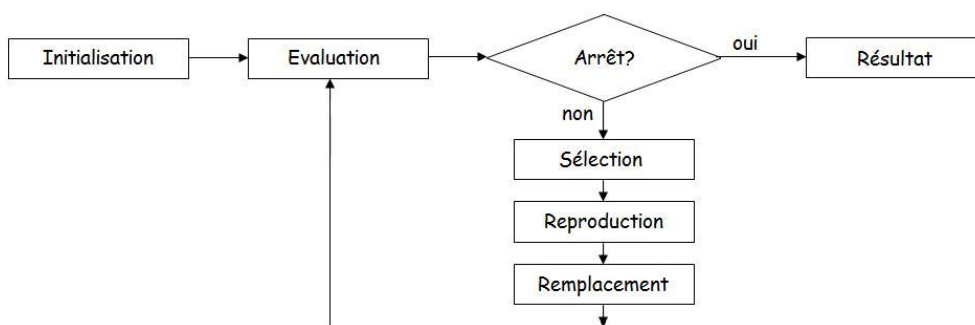 Initialisation
Evaluation
Arrêt?
oui
Résultat
non
Sélection
Reproduction
Remplacement